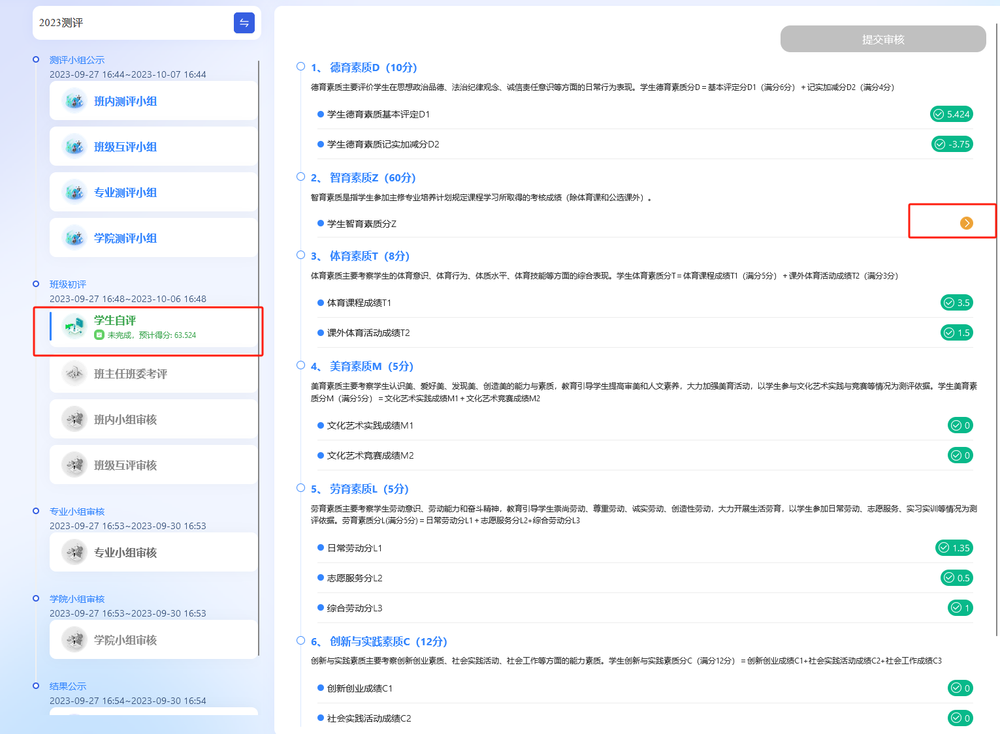 2023测评
测评小组公示
2023-09-27 16:44~2023-10-07 16:44
班内测评小组
班级互评小组
专业测评小组
学院测评小组
班级初评
2023-09-27 16:48~2023-10-06 16:48
学生自评
未完成，预计得分: 63.524
班主任班委考评
班内小组审核
班级互评审核
专业小组审核
2023-09-27 16:53~2023-09-30 16:53
专业小组审核
学院小组审核
2023-09-27 16:53~2023-09-30 16:53
学院小组审核
结果公示
2023-09-27 16:54~2023-09-30 16:54
提交审核
1、 德育素质D（10分）
德育素质主要评价学生在思想政治品德、法治纪律观念、诚信责任意识等方面的日常行为表现。学生德育素质分D＝基本评定分D1（满分6分）＋记实加减分D2（满分4分）
学生德育素质基本评定D1 5.424
学生德育素质记实加减分D2 -3.75
2、 智育素质Z（60分）
智育素质是指学生参加主修专业培养计划规定课程学习所取得的考核成绩（除体育课和公选课外）。
学生智育素质分Z
3、 体育素质T（8分）
体育素质主要考察学生的体育意识、体育行为、体质水平、体育技能等方面的综合表现。学生体育素质分T＝体育课程成绩T1（满分5分）＋课外体育活动成绩T2（满分3分）
体育课程成绩T1 3.5
课外体育活动成绩T2 1.5
4、 美育素质M（5分）
美育素质主要考察学生认识美、爱好美、发现美、创造美的能力与素质，教育引导学生提高审美和人文素养，大力加强美育活动，以学生参与文化艺术实践与竞赛等情况为测评依据。学生美育素
质分M（满分5分）＝文化艺术实践成绩M1＋文化艺术竞赛成绩M2
文化艺术实践成绩M1 0
文化艺术竞赛成绩M2 0
5、 劳育素质L（5分）
劳育素质主要考察学生劳动意识、劳动能力和奋斗精神，教育引导学生崇尚劳动、尊重劳动、诚实劳动、创造性劳动，大力开展生活劳育，以学生参加日常劳动、志愿服务、实习实训等情况为测
评依据。劳育素质分L(满分5分)＝日常劳动分L1＋志愿服务分L2+综合劳动分L3
日常劳动分L1 1.35
志愿服务分L2 0.5
综合劳动分L3 1
6、 创新与实践素质C（12分）
创新与实践素质主要考察创新创业素质、社会实践活动、社会工作等方面的能力素质。学生创新与实践素质分C（满分12分）＝创新创业成绩C1+社会实践活动成绩C2+社会工作成绩C3
创新创业成绩C1 0
社会实践活动成绩C2 0